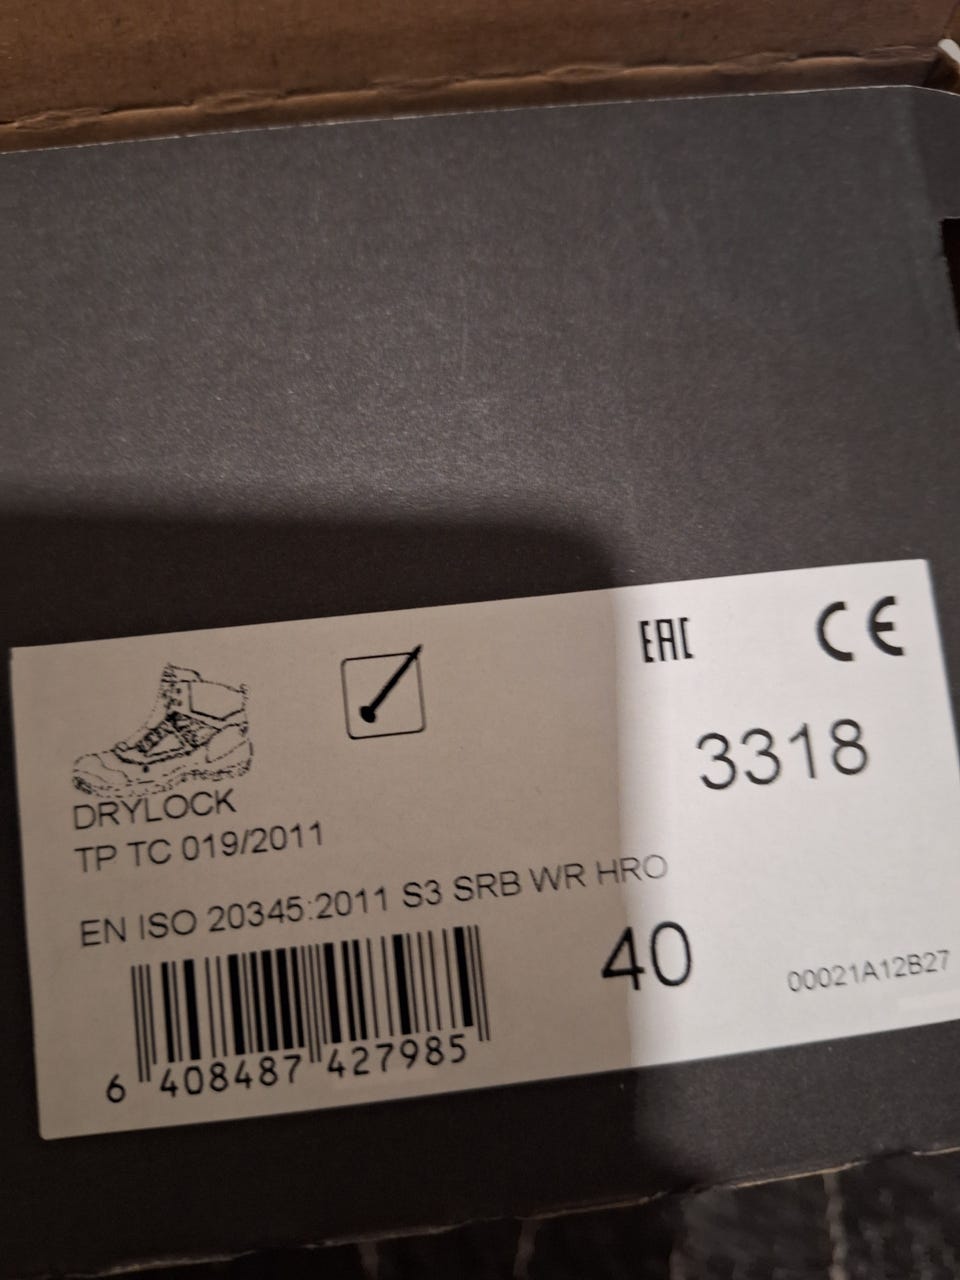 EAC CE
3318
DRYLOCK
TP TC 019/2011
EN ISO 20345:2011 S3 SRB WR HRO
40
00021A12B27
6 408487 427985